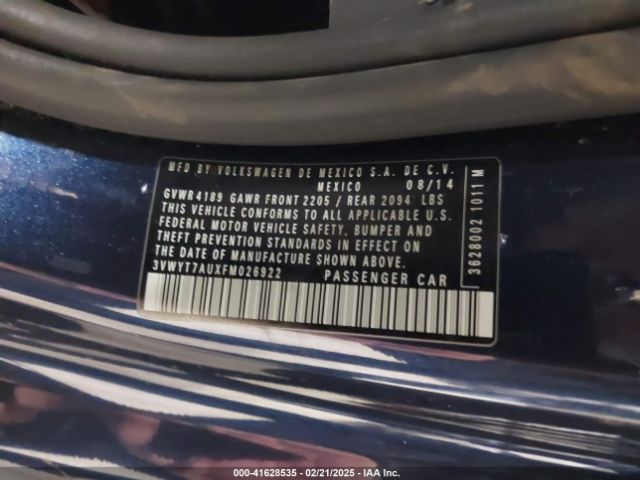 MFD BY VOLKSWAGEN DE MEXICO S.A. DE C.V.
MEXICO 08/14
GVWR 4189 GAWR FRONT 2205 / REAR 2094 LBS
THIS VEHICLE CONFORMS TO ALL APPLICABLE U.S.
FEDERAL MOTOR VEHICLE SAFETY, BUMPER AND
THEFT PREVENTION STANDARDS IN EFFECT ON
THE DATE OF MANUFACTURE SHOWN ABOVE.
3VWYT7AUXFM026922 PASSENGER CAR
3628002 1011 M
000-41628535 - 02/21/2025 - IAA Inc.